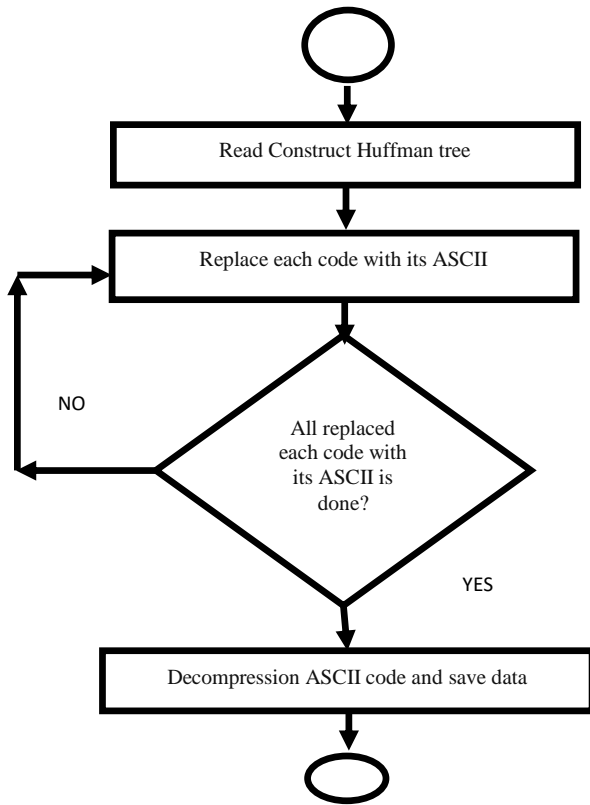 Read Construct Huffman tree
Replace each code with its ASCII
NO
All replaced
each code with
its ASCII is
done?
YES
Decompression ASCII code and save data